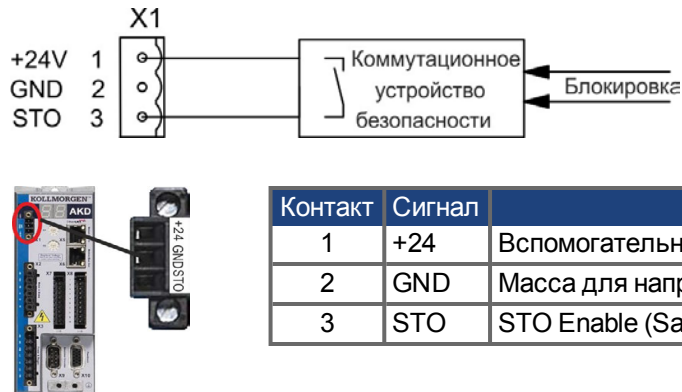 X1
+24V 1
GND 2
STO 3
Коммутационное
устройство
безопасности
Блокировка
KOLLMORGEN
AKD
+24 GND STO
Контакт Сигнал
1 +24 Вспомогательн
2 GND Масса для напр
3 STO STO Enable (Sa